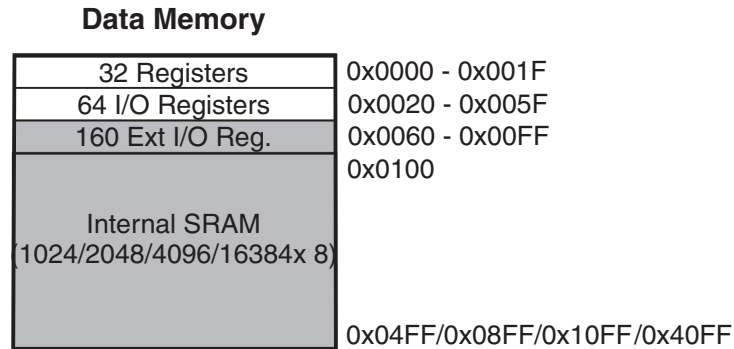 Data Memory
32 Registers 0x0000 - 0x001F
64 I/O Registers 0x0020 - 0x005F
160 Ext I/O Reg. 0x0060 - 0x00FF
0x0100
Internal SRAM
(1024/2048/4096/16384x 8)
0x04FF/0x08FF/0x10FF/0x40FF